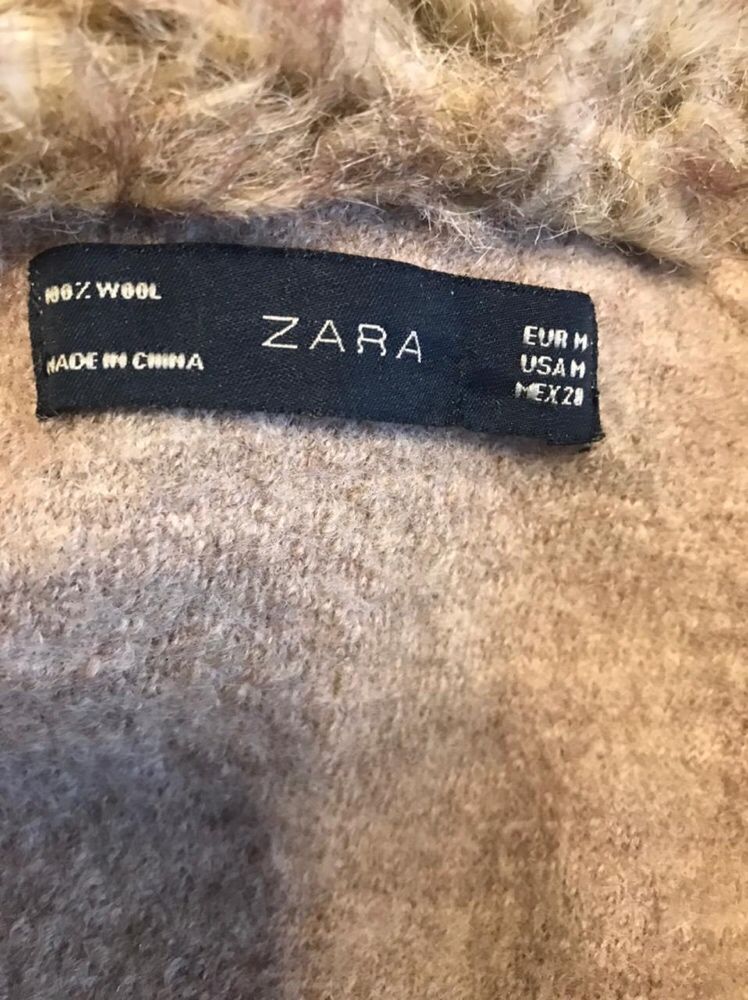 100% WOOL
MADE IN CHINA
ZARA
EUR M
USA M
MEX 28